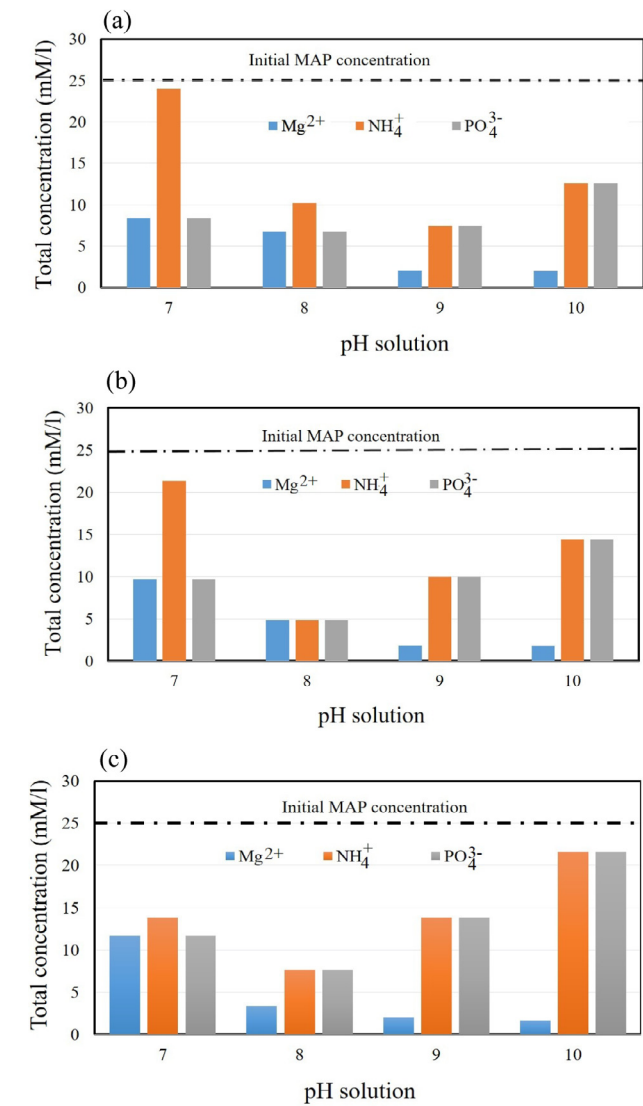 (a)
30
Initial MAP concentration
25
20
Mg2+ NH4+ PO43-
15
10
5
0
7 8 9 10
Total concentration (mM/l)
pH solution
(b)
30
Initial MAP concentration
25
20
Mg2+ NH4+ PO43-
15
10
5
0
7 8 9 10
Total concentration (mM/l)
pH solution
(c)
30
Initial MAP concentration
25
20
Mg2+ NH4+ PO43-
15
10
5
0
7 8 9 10
Total concentration (mM/l)
pH solution